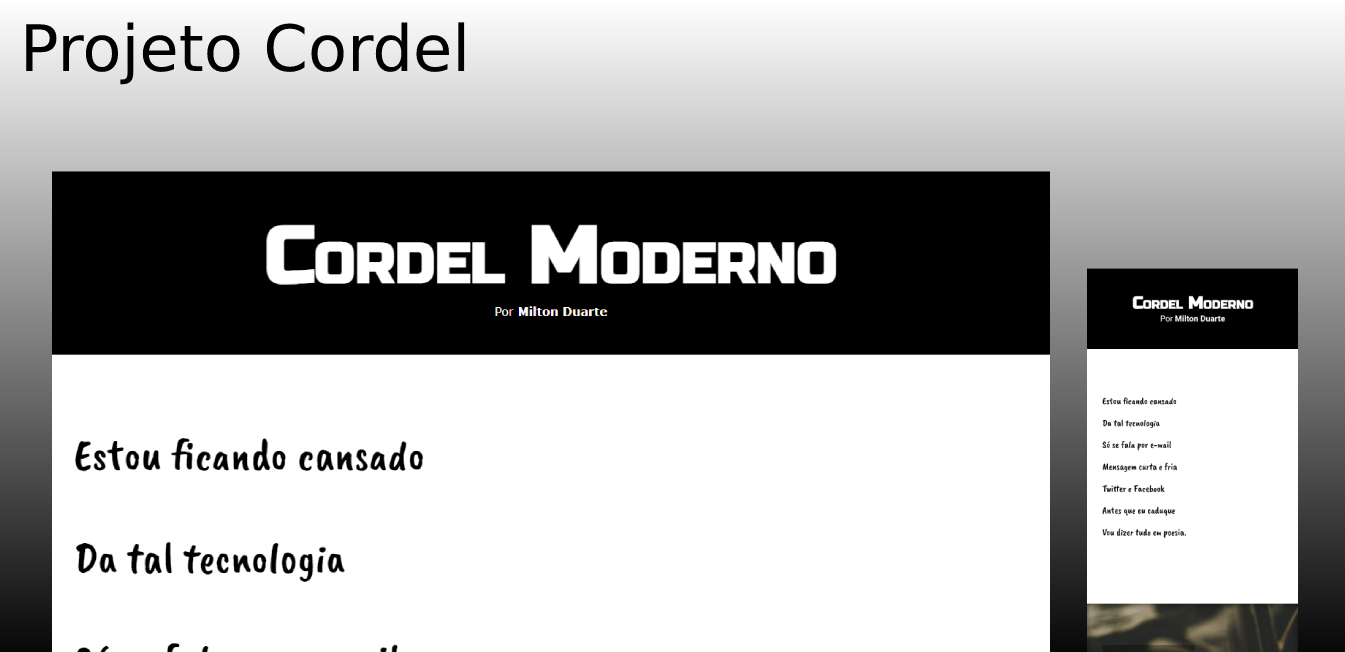 Projeto Cordel
Cordel Moderno
Por Milton Duarte
Estou ficando cansado
Da tal tecnologia
Cordel Moderno
Por Milton Duarte
Estou ficando cansado
Da tal tecnologia
Só se fala por e-mail
Mensagem curta e fria
Twitter e Facebook
Antes que eu caduque
Vou dizer tudo em poesia.